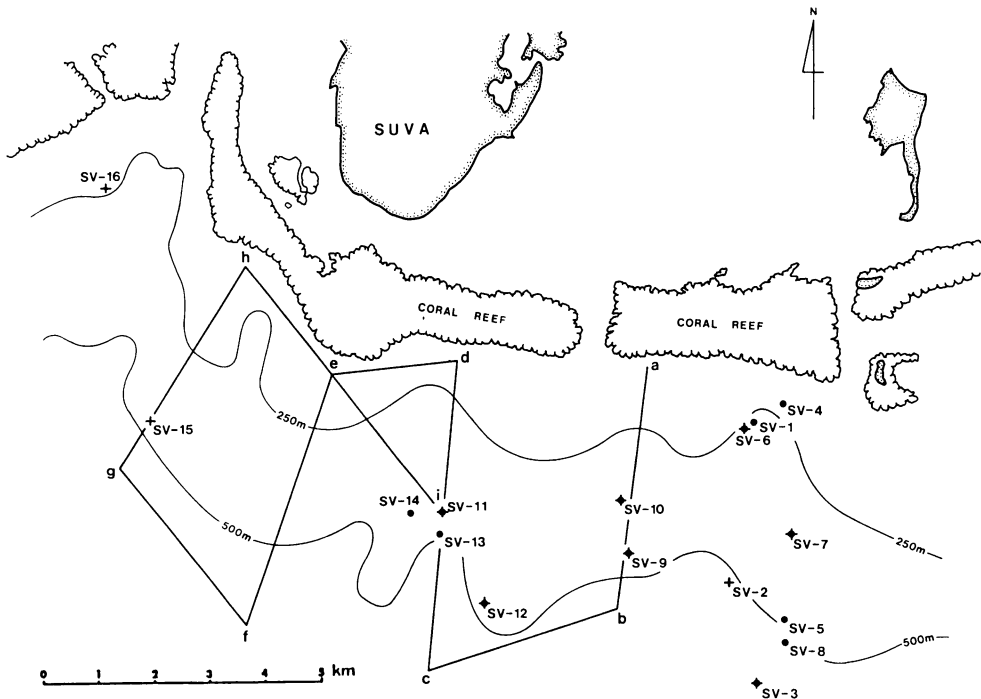 N
SUVA
SV-16
h
CORAL REEF
CORAL REEF
d
a
e
250m
SV-4
SV-1
SV-6
SV-15
g
i
SV-14
SV-11
SV-10
500m
SV-13
SV-7
250m
SV-9
SV-2
SV-12
b
SV-5
f
SV-8
500m
c
SV-3
0 1 2 3 4 5 km